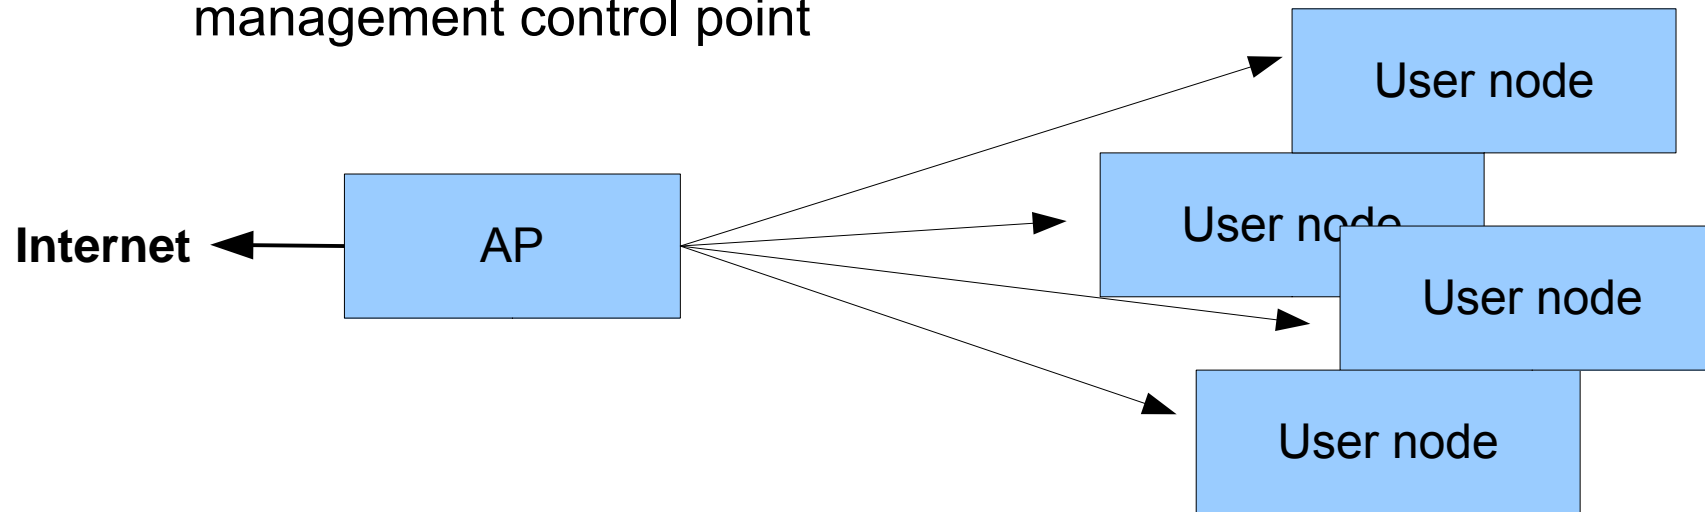 management control point
User node
User node
Internet
AP
User node
User node